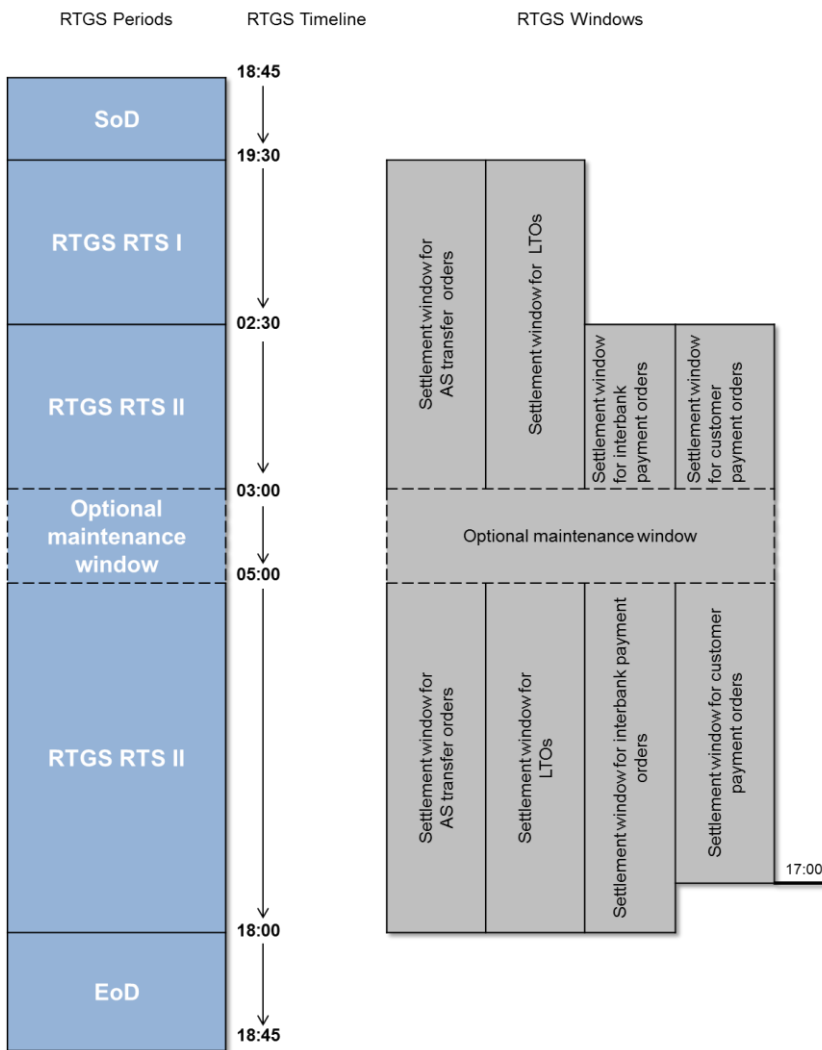 RTGS Periods
RTGS Timeline
RTGS Windows
18:45
SoD
19:30
RTGS RTS I
Settlement window for
AS transfer orders
Settlement window for LTOs
02:30
RTGS RTS II
Settlement window
for interbank
payment orders
Settlement window
for customer
payment orders
03:00
Optional
maintenance
window
Optional maintenance window
05:00
RTGS RTS II
Settlement window for
AS transfer orders
Settlement window for
LTOs
Settlement window for interbank payment
orders
Settlement window for customer
payment orders
17:00
18:00
EoD
18:45